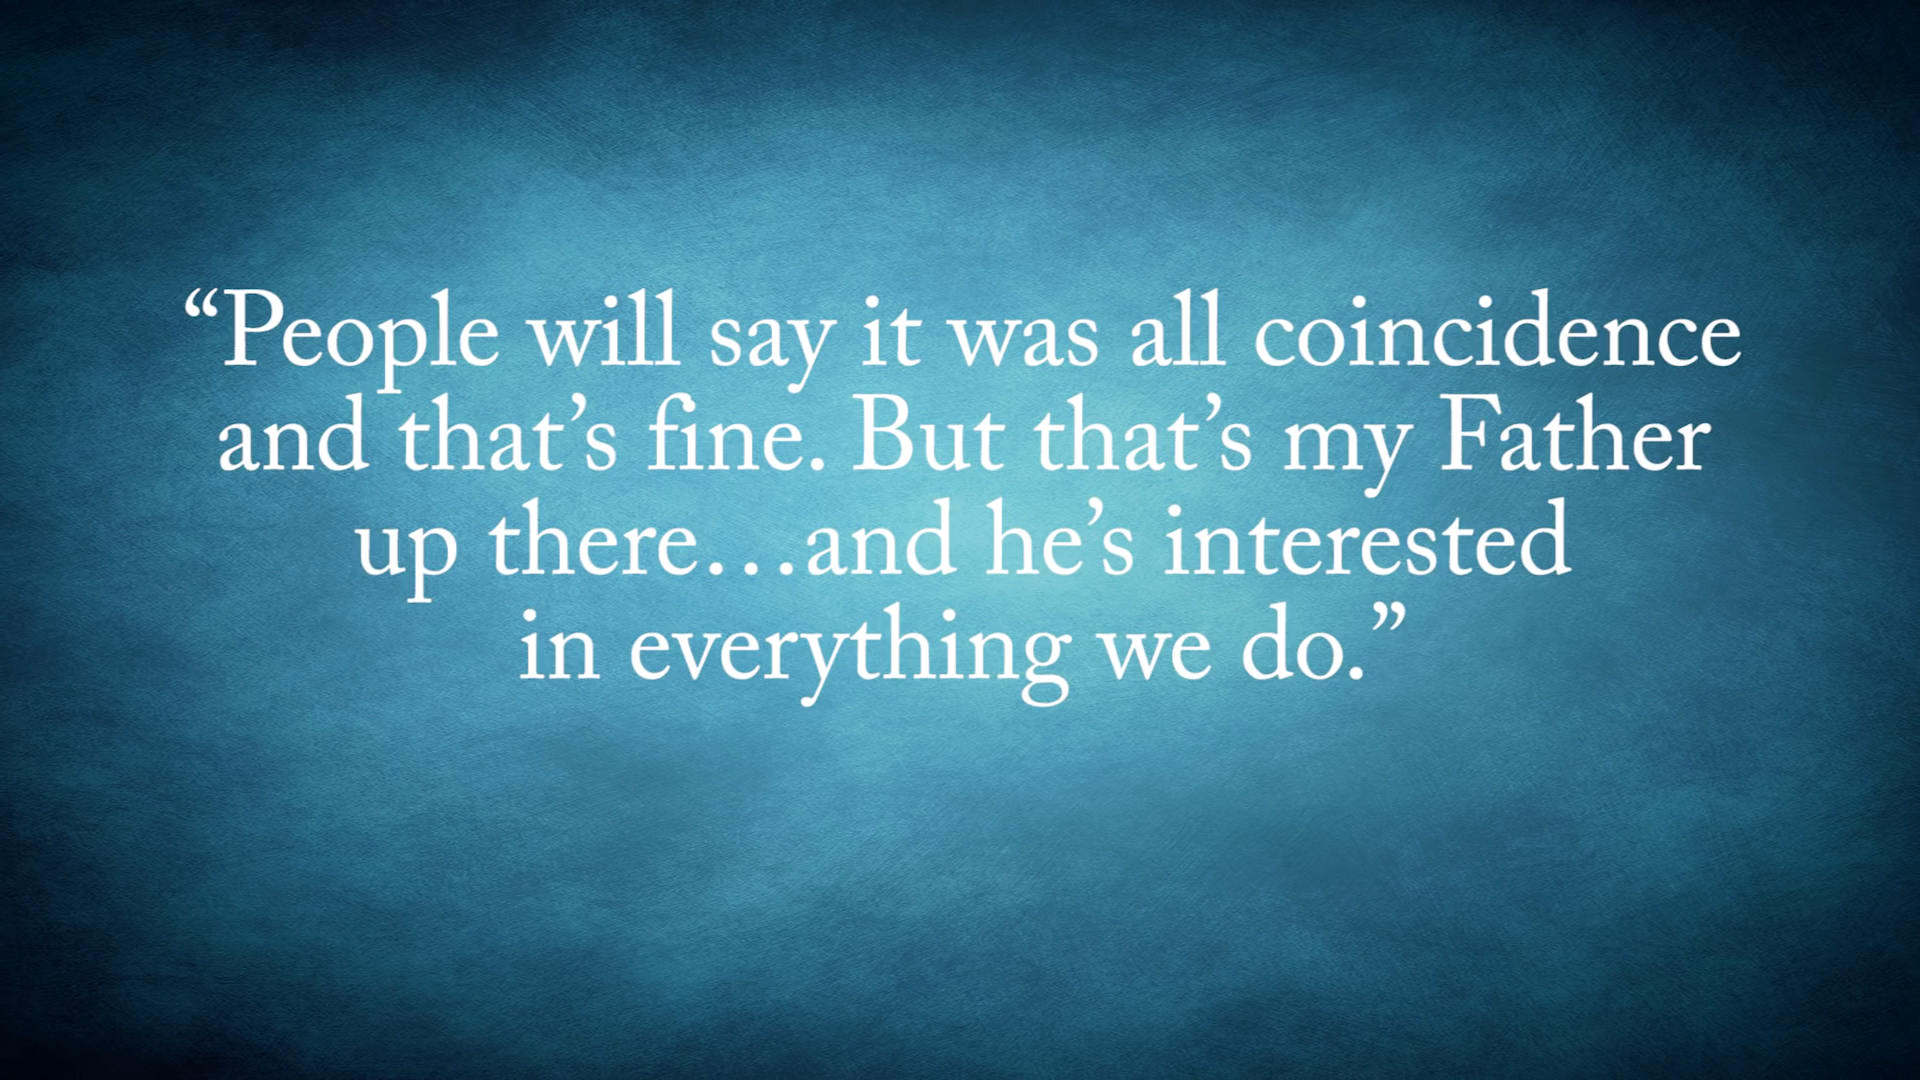 “People will say it was all coincidence
and that’s fine. But that’s my Father
up there…and he’s interested
in everything we do.”